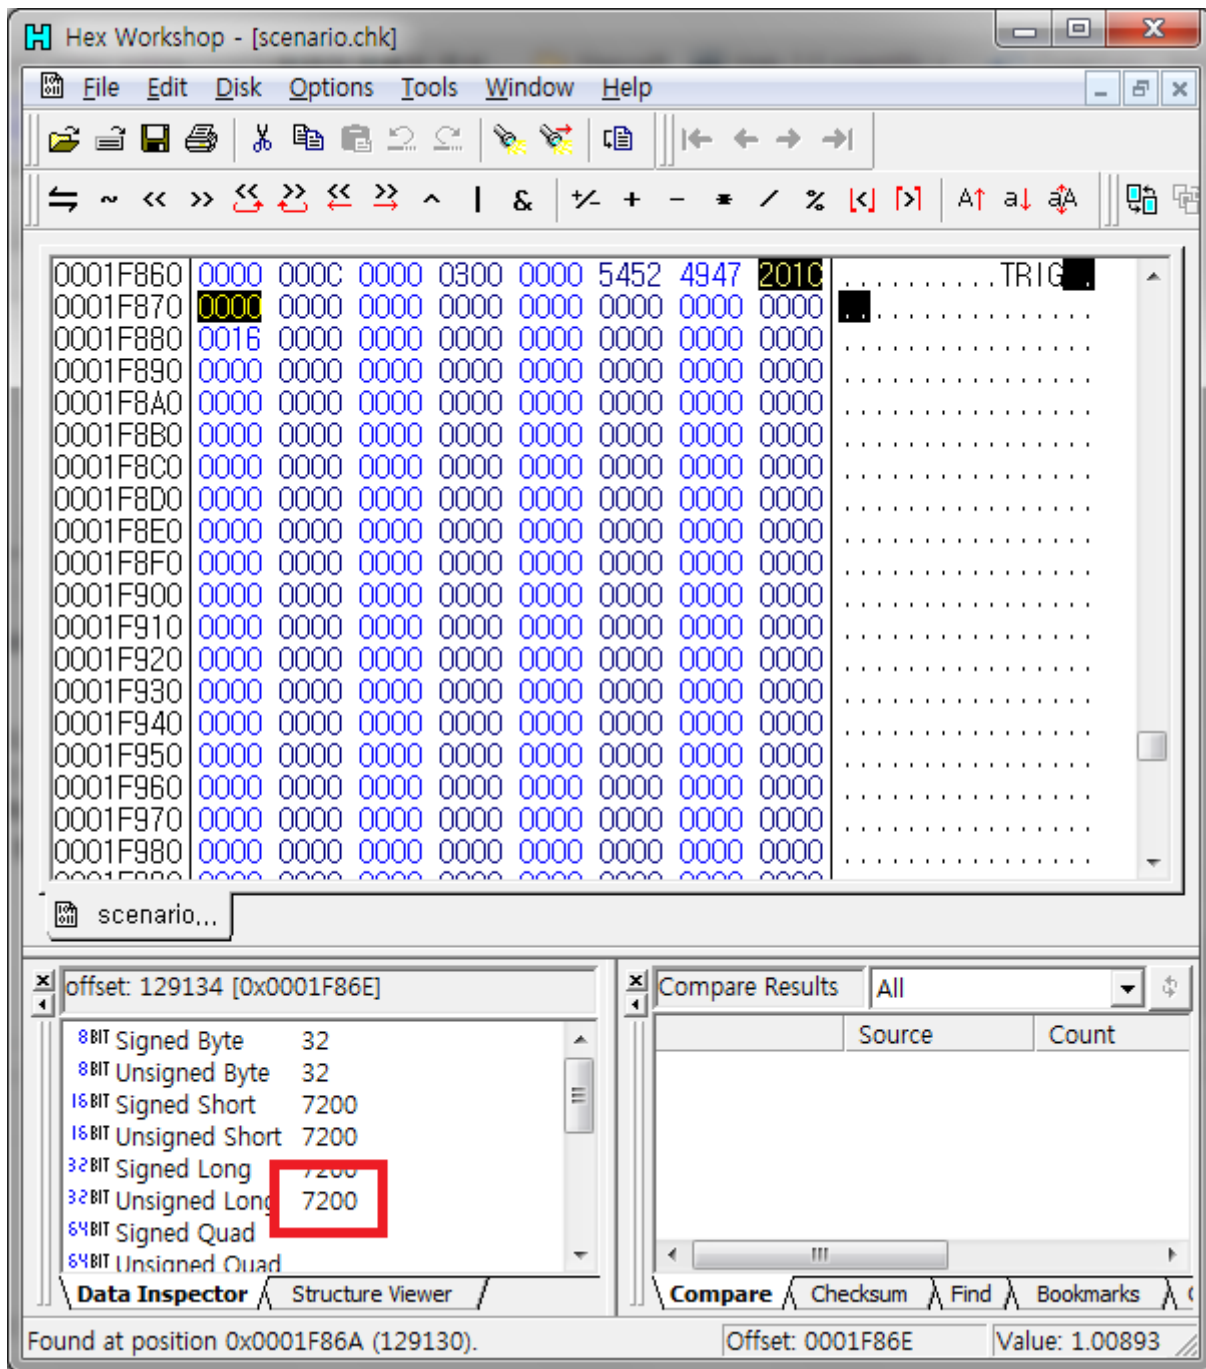 Hex Workshop - [scenario.chk]
File Edit Disk Options Tools Window Help
0001F860 0000 000C 0000 0300 0000 5452 4947 201C ..........TRIG..
0001F870 0000 0000 0000 0000 0000 0000 0000 0000 ................
0001F880 0016 0000 0000 0000 0000 0000 0000 0000 ................
0001F890 0000 0000 0000 0000 0000 0000 0000 0000 ................
0001F8A0 0000 0000 0000 0000 0000 0000 0000 0000 ................
0001F8B0 0000 0000 0000 0000 0000 0000 0000 0000 ................
0001F8C0 0000 0000 0000 0000 0000 0000 0000 0000 ................
0001F8D0 0000 0000 0000 0000 0000 0000 0000 0000 ................
0001F8E0 0000 0000 0000 0000 0000 0000 0000 0000 ................
0001F8F0 0000 0000 0000 0000 0000 0000 0000 0000 ................
0001F900 0000 0000 0000 0000 0000 0000 0000 0000 ................
0001F910 0000 0000 0000 0000 0000 0000 0000 0000 ................
0001F920 0000 0000 0000 0000 0000 0000 0000 0000 ................
0001F930 0000 0000 0000 0000 0000 0000 0000 0000 ................
0001F940 0000 0000 0000 0000 0000 0000 0000 0000 ................
0001F950 0000 0000 0000 0000 0000 0000 0000 0000 ................
0001F960 0000 0000 0000 0000 0000 0000 0000 0000 ................
0001F970 0000 0000 0000 0000 0000 0000 0000 0000 ................
0001F980 0000 0000 0000 0000 0000 0000 0000 0000 ................
scenario...
offset: 129134 [0x0001F86E]
8BIT Signed Byte 32
8BIT Unsigned Byte 32
16BIT Signed Short 7200
16BIT Unsigned Short 7200
32BIT Signed Long 7200
32BIT Unsigned Long 7200
64BIT Signed Quad
64BIT Unsigned Quad
Data Inspector Structure Viewer
Compare Results All
Source Count
Compare Checksum Find Bookmarks
Found at position 0x0001F86A (129130).
Offset: 0001F86E
Value: 1.00893